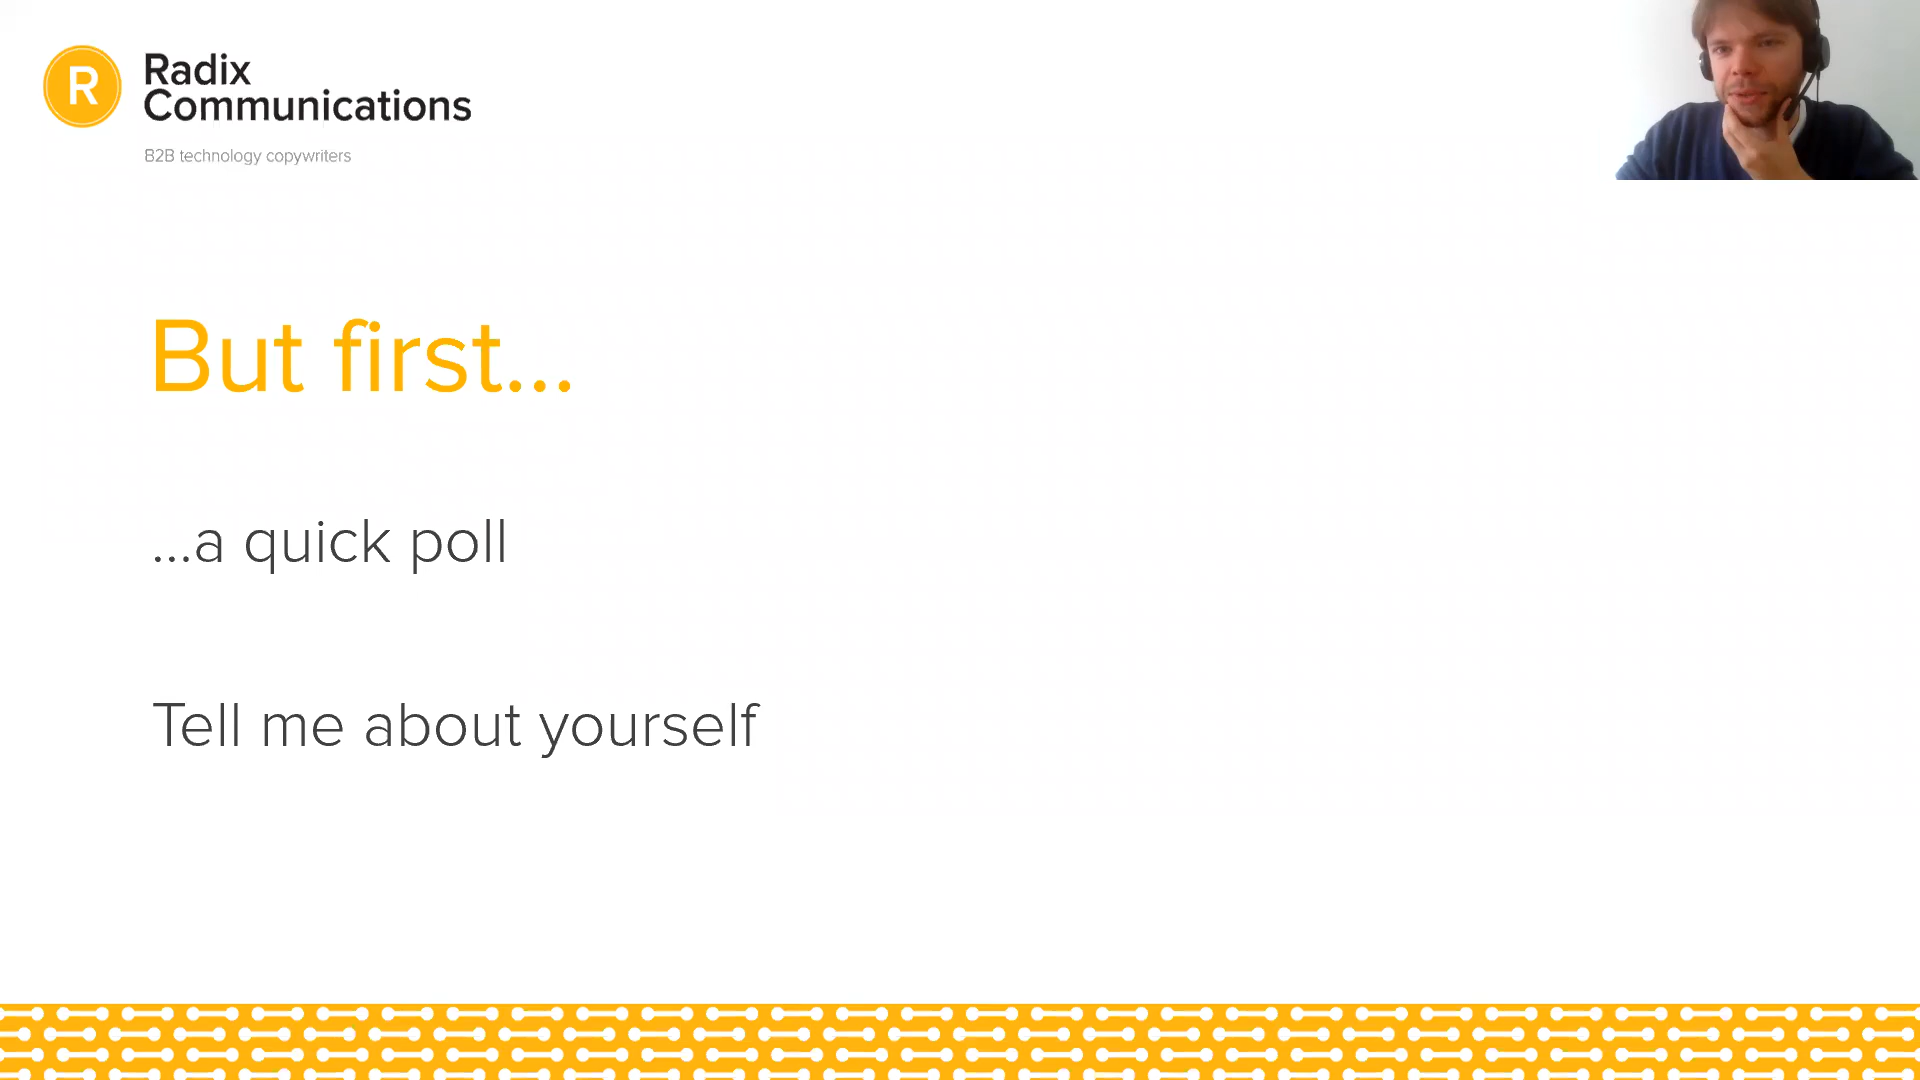 R
Radix
Communications
B2B technology copywriters
But first...
...a quick poll
Tell me about yourself